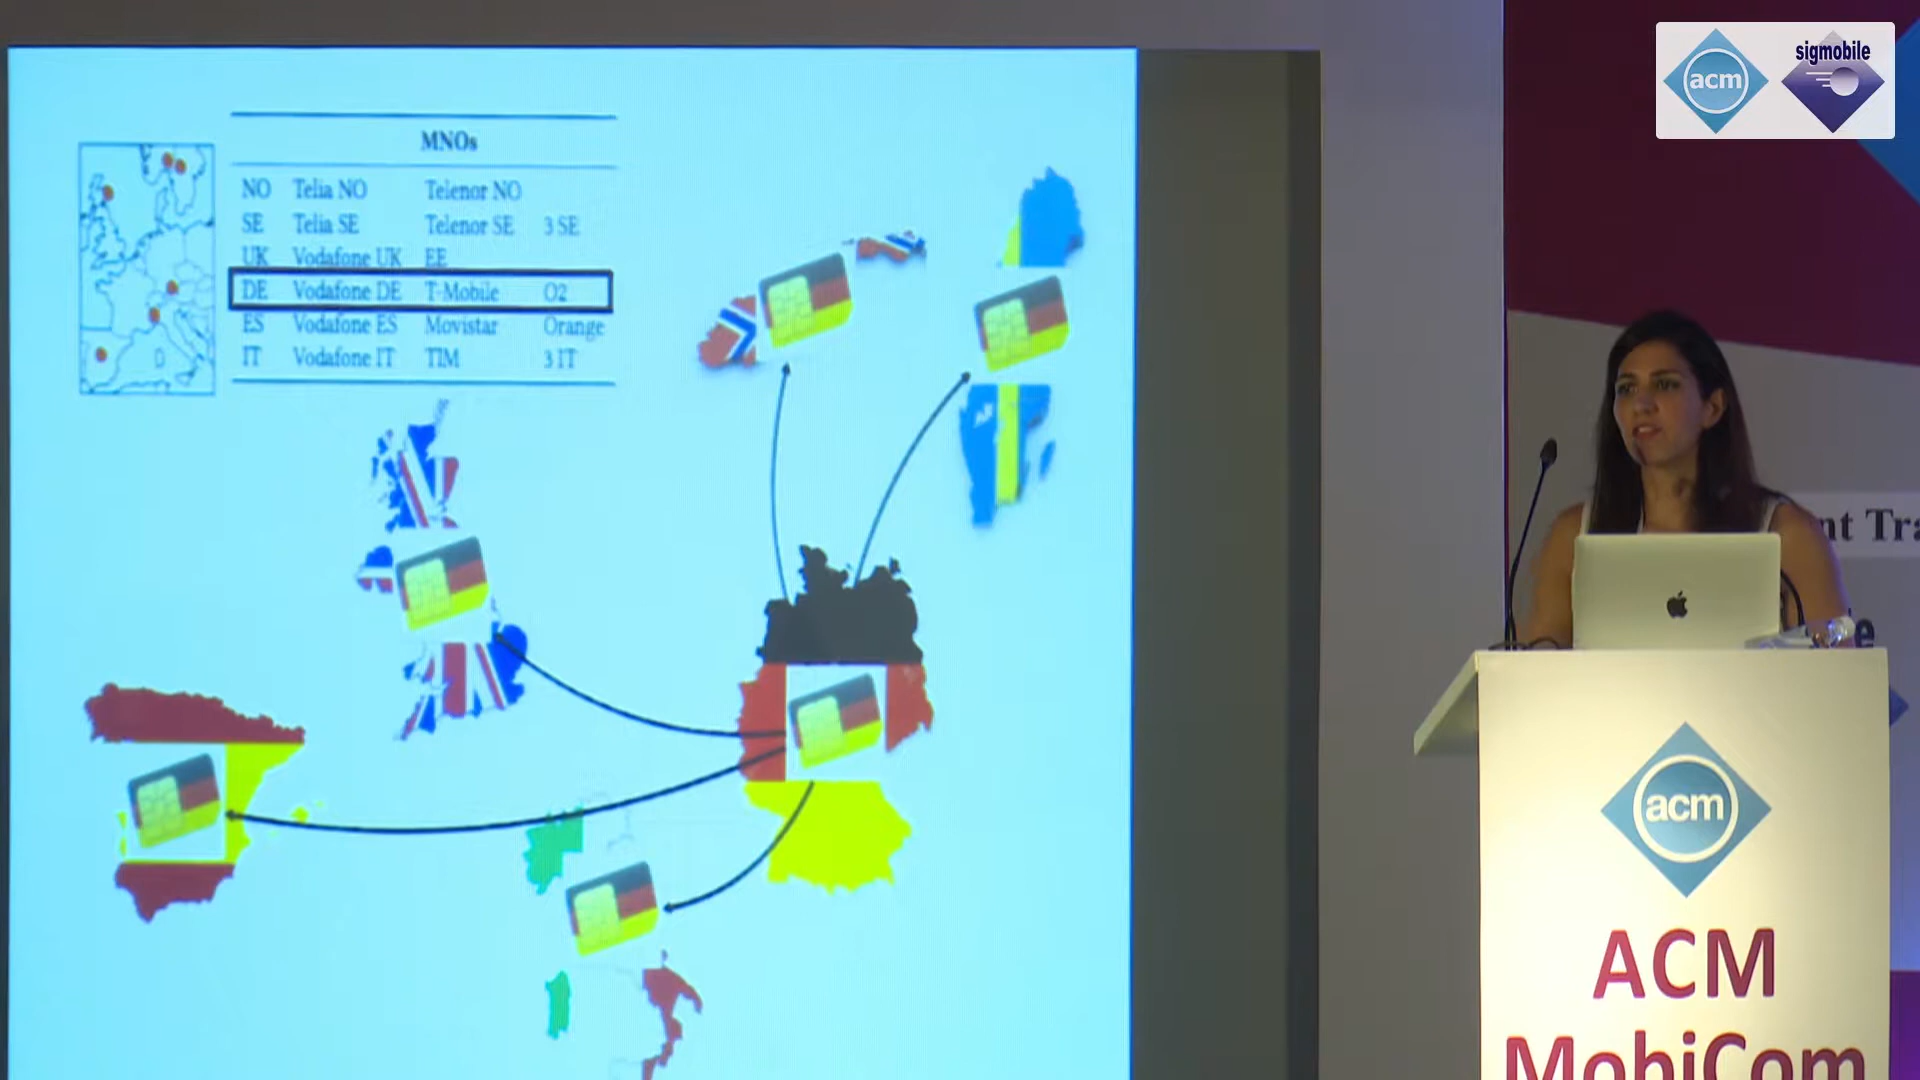 MNOs
NO Telia NO Telenor NO
SE Telia SE Telenor SE 3 SE
UK Vodafone UK EE
DE Vodafone DE T-Mobile O2
ES Vodafone ES Movistar Orange
IT Vodafone IT TIM 3 IT
acm
sigmobile
nt Tra
e
acm
ACM
MobiCom